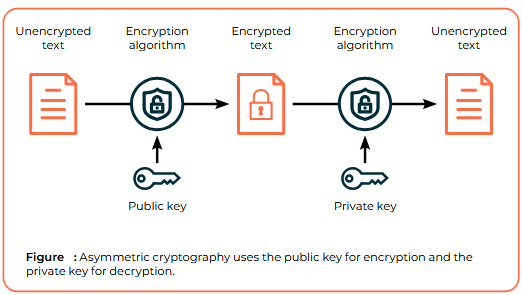 Unencrypted text
Encryption algorithm
Encrypted text
Encryption algorithm
Unencrypted text
Public key
Private key
Figure : Asymmetric cryptography uses the public key for encryption and the
private key for decryption.